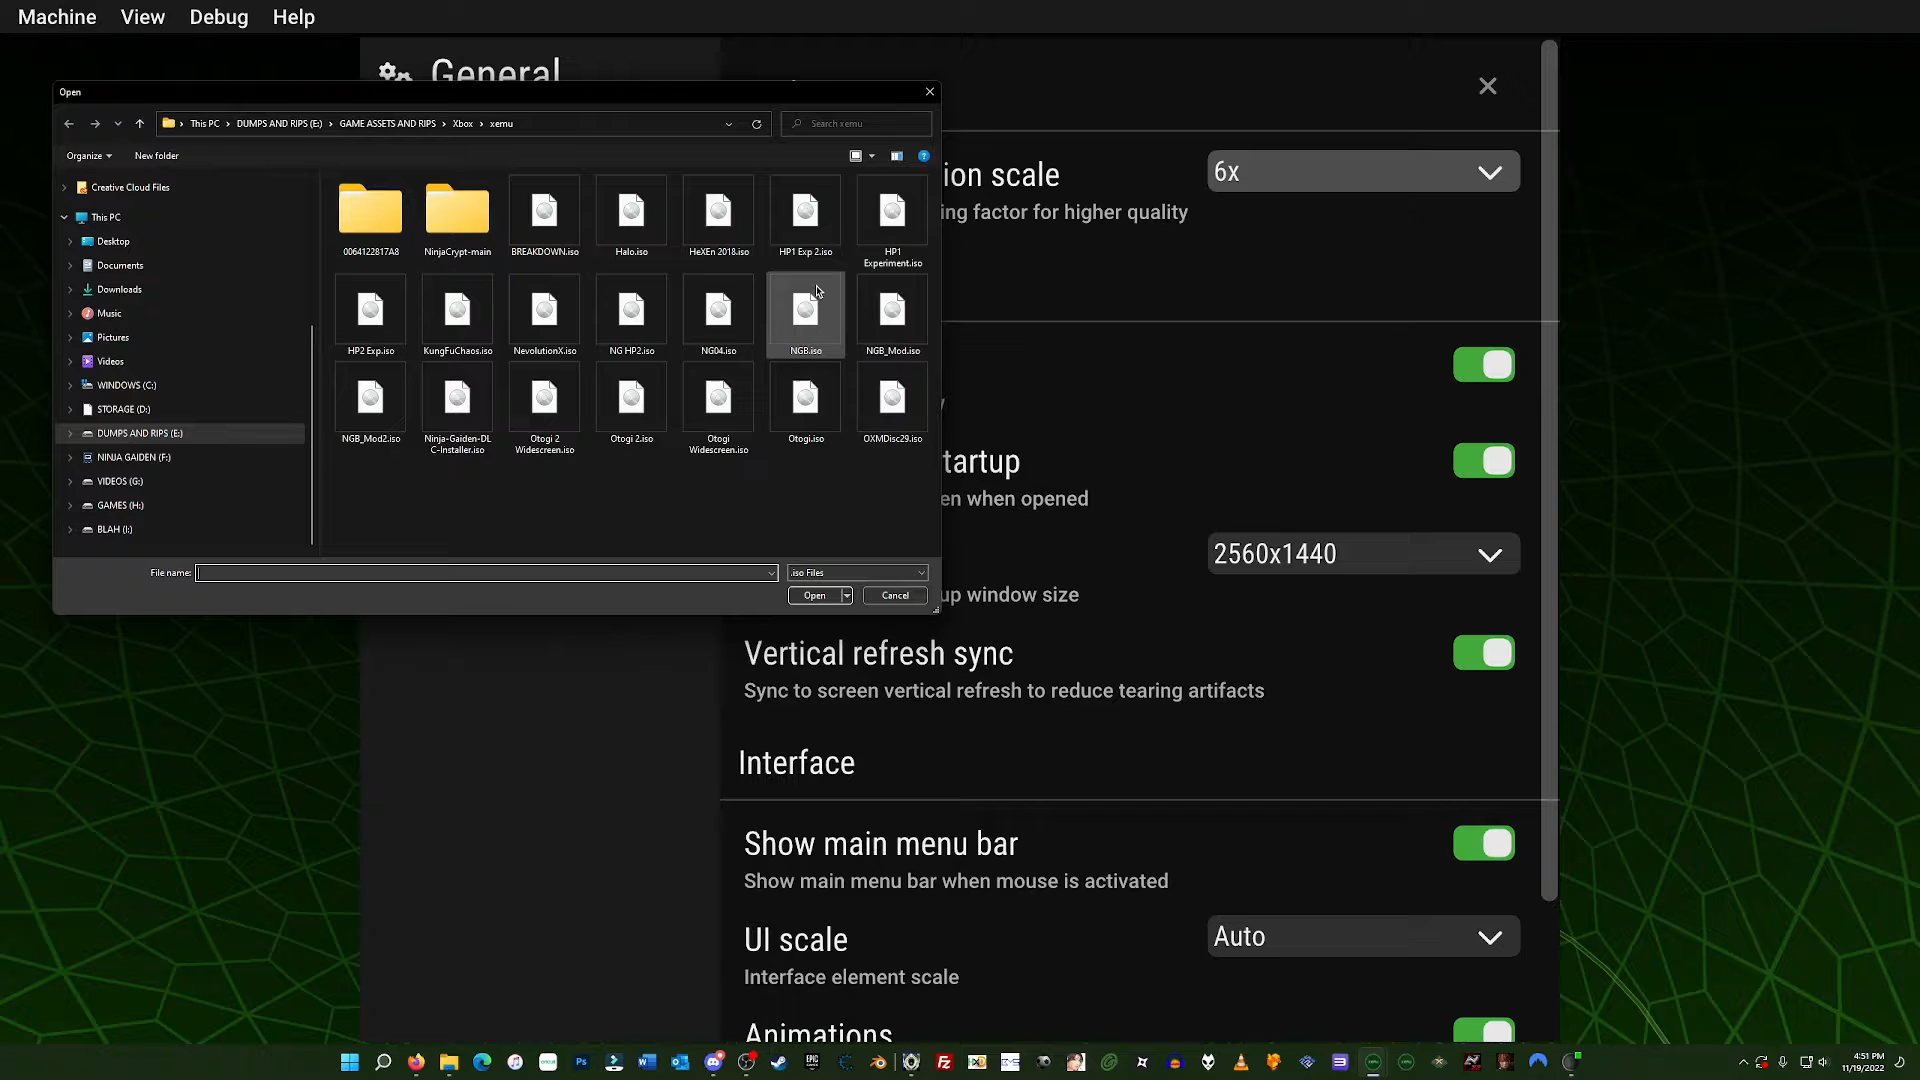 Machine View Debug Help
General
Open
This PC > DUMPS AND RIPS (E:) > GAME ASSETS AND RIPS > Xbox > xemu
Search xemu
Organize
New folder
Creative Cloud Files
This PC
Desktop
Documents
Downloads
Music
Pictures
Videos
WINDOWS (C:)
STORAGE (D:)
DUMPS AND RIPS (E:)
NINJA GAIDEN (F:)
VIDEOS (G:)
GAMES (H:)
BLAH (I:)
0064122817A8
NinjaCrypt-main
BREAKDOWN.iso
Halo.iso
HeXEn 2018.iso
HP1 Exp 2.iso
HP1
Experiment.iso
HP2 Exp.iso
KungFuChaos.iso
NevolutionX.iso
NG HP2.iso
NG04.iso
NGB.iso
NGB_Mod.iso
NGB_Mod2.iso
Ninja-Gaiden-DL
C-Installer.iso
Otogi 2
Widescreen.iso
Otogi 2.iso
Otogi
Widescreen.iso
Otogi.iso
OXMDisc29.iso
File name:
.iso Files
Open
Cancel
ion scale
6x
ing factor for higher quality
tartup
en when opened
2560x1440
up window size
Vertical refresh sync
Sync to screen vertical refresh to reduce tearing artifacts
Interface
Show main menu bar
Show main menu bar when mouse is activated
UI scale
Auto
Interface element scale
Animations
4:51 PM
11/19/2022